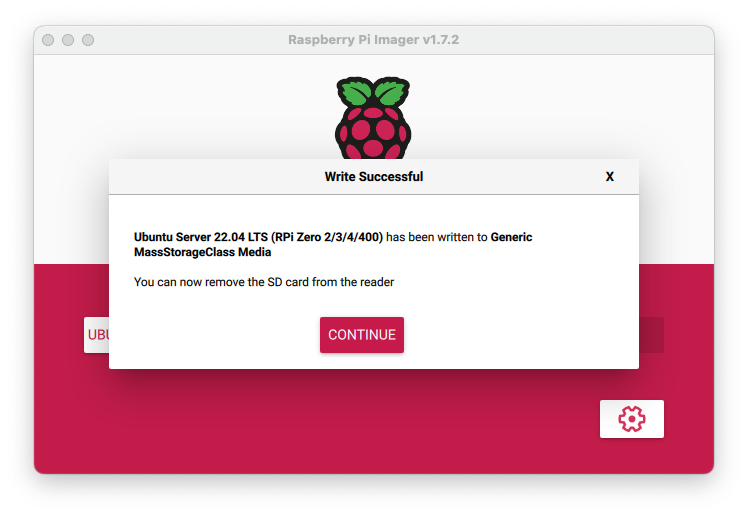 Raspberry Pi Imager v1.7.2
Write Successful
X
Ubuntu Server 22.04 LTS (RPi Zero 2/3/4/400) has been written to Generic
MassStorageClass Media
You can now remove the SD card from the reader
UBU
CONTINUE